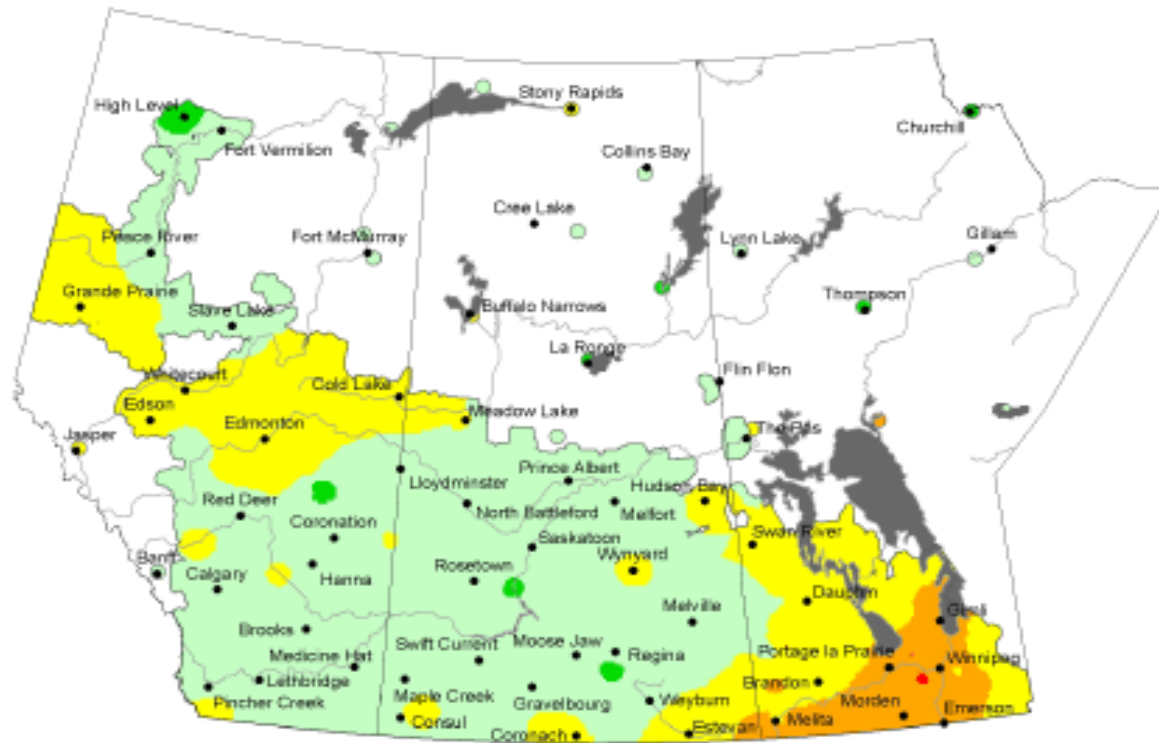 High Level
Stony Rapids
Churchill
Fort Vermilion
Collins Bay
Cree Lake
Peace River
Fort McMurray
Lynn Lake
Gillam
Grande Prairie
Slave Lake
Buffalo Narrows
Thompson
La Ronge
Flin Flon
Whitecourt
Cold Lake
Edson
Meadow Lake
Edmonton
Jasper
The Pas
Prince Albert
Lloydminster
Hudson Bay
Red Deer
North Battleford
Melfort
Coronation
Saskatoon
Swan River
Banff
Hanna
Rosetown
Wynyard
Calgary
Dauphin
Melville
Gimli
Brooks
Swift Current
Moose Jaw
Regina
Portage la Prairie
Winnipeg
Medicine Hat
Lethbridge
Maple Creek
Gravelbourg
Weyburn
Brandon
Morden
Pincher Creek
Consul
Coronach
Estevan
Melita
Emerson